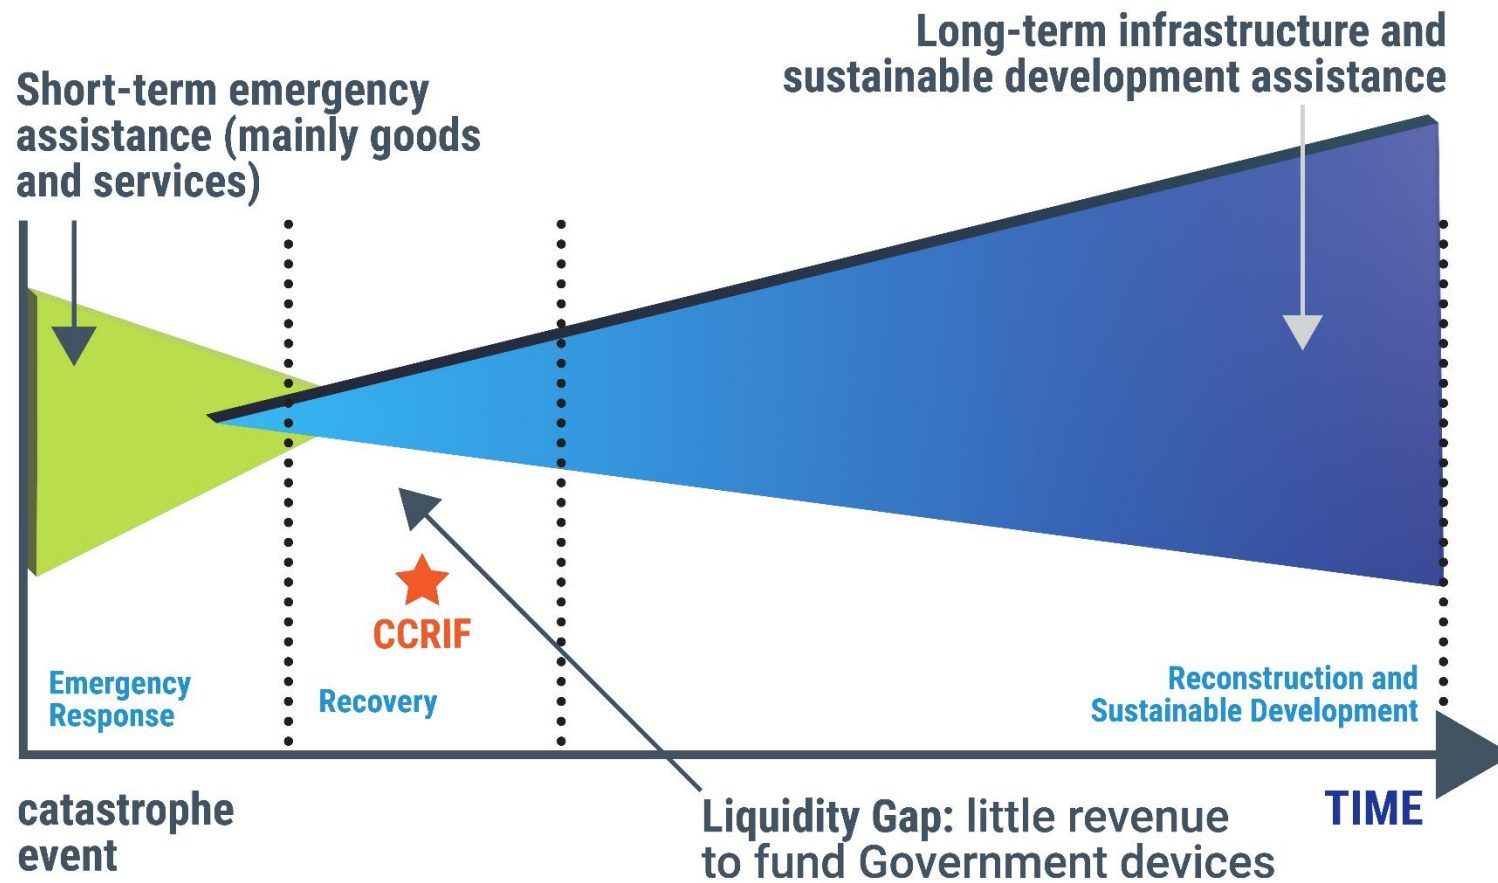 Long-term infrastructure and
sustainable development assistance
Short-term emergency
assistance (mainly goods
and services)
CCRIF
Emergency
Response
Recovery
Reconstruction and
Sustainable Development
catastrophe
event
Liquidity Gap: little revenue
to fund Government devices
TIME